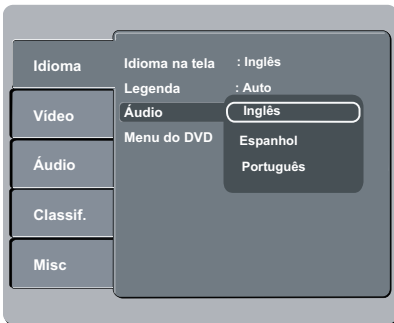 Idioma
Vídeo
Áudio
Classif.
Misc
Idioma na tela : Inglês
Legenda : Auto
Áudio Inglês
Menu do DVD Espanhol
Português